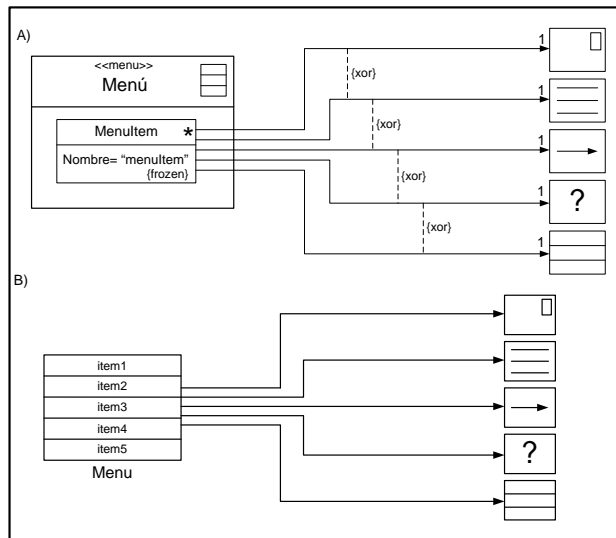 A)
<<menu>>
Menú
MenuItem *
Nombre= “menuItem”
{frozen}
1
{xor}
1
{xor}
1
{xor}
1
?
{xor}
1
B)
item1
item2
item3
item4
item5
Menu
?